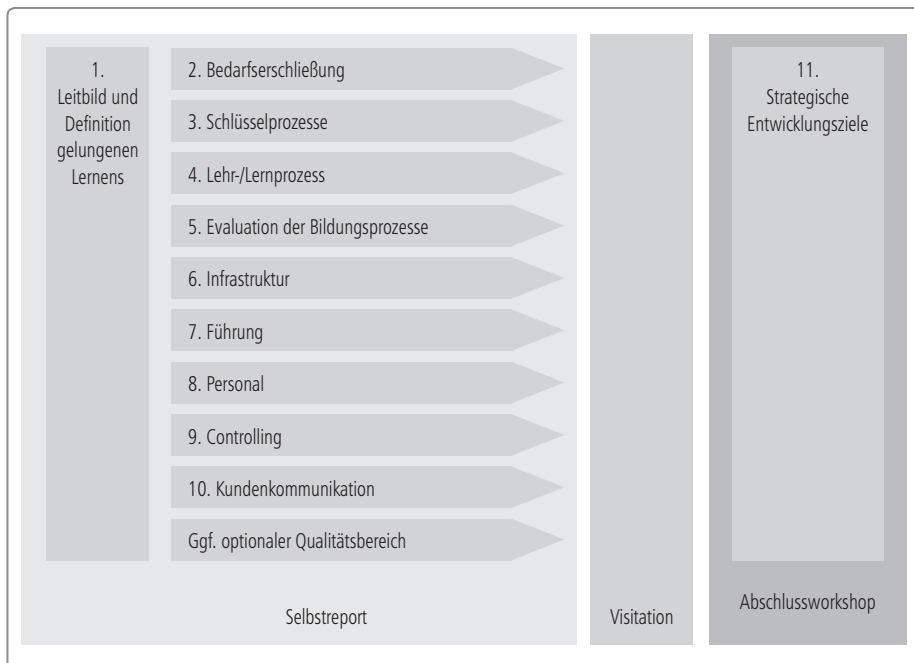 1.
Leitbild und
Definition
gelungenen
Lernens
2. Bedarfserschließung
3. Schlüsselprozesse
4. Lehr-/Lernprozess
5. Evaluation der Bildungsprozesse
6. Infrastruktur
7. Führung
8. Personal
9. Controlling
10. Kundenkommunikation
Ggf. optionaler Qualitätsbereich
Selbstreport
Visitation
11.
Strategische
Entwicklungsziele
Abschlussworkshop